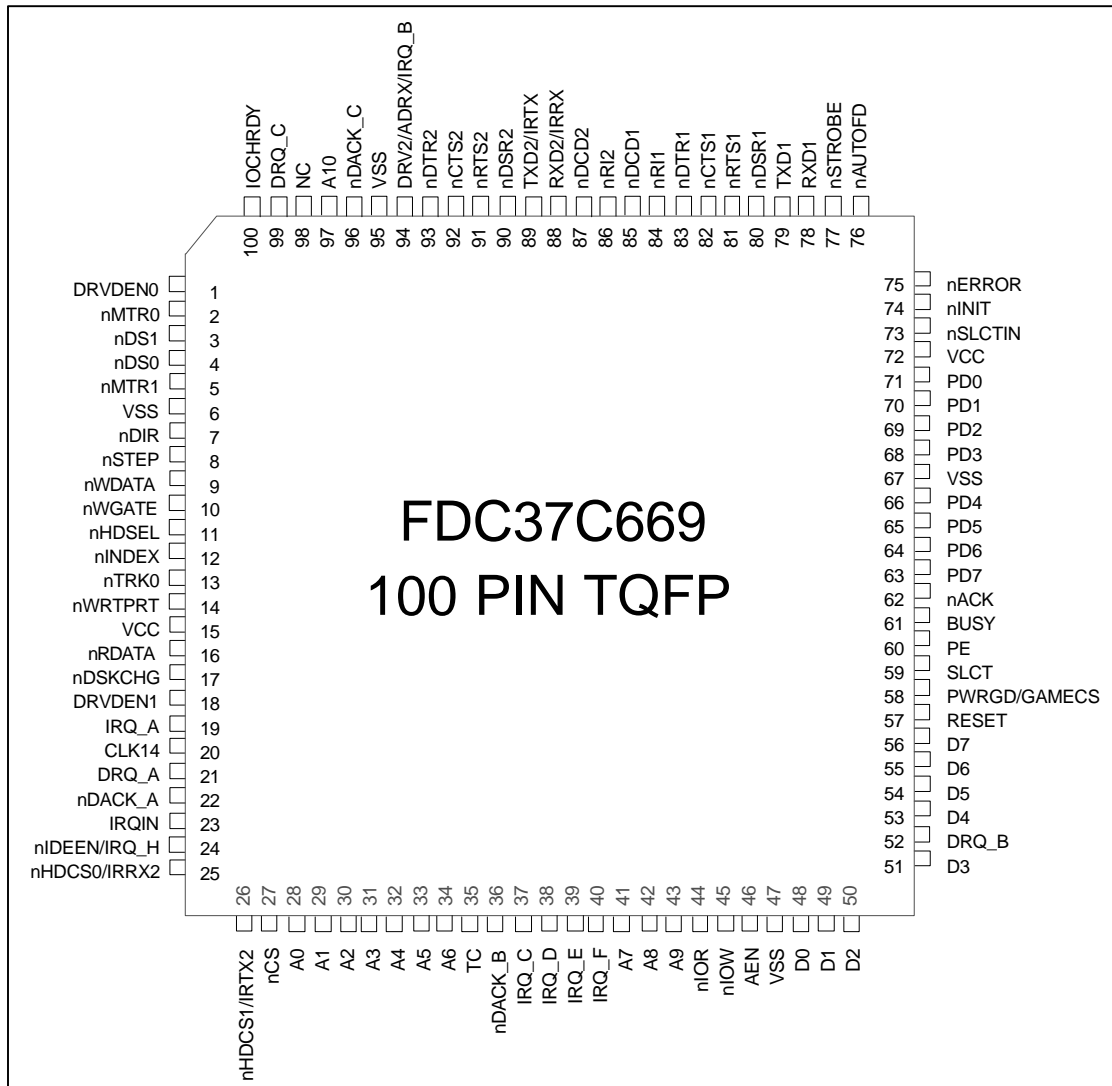 IOCHRDY
DRQ_C
NC
A10
nDACK_C
VSS
DRV2/ADRX/IRQ_B
nDTR2
nCTS2
nRTS2
nDSR2
TXD2/IRTX
RXD2/IRRX
nDCD2
nRI2
nDCD1
nRI1
nDTR1
nCTS1
nRTS1
nDSR1
TXD1
RXD1
nSTROBE
nAUTOFD
100
99
98
97
96
95
94
93
92
91
90
89
88
87
86
85
84
83
82
81
80
79
78
77
76
DRVDEN0 1
nMTR0 2
nDS1 3
nDS0 4
nMTR1 5
VSS 6
nDIR 7
nSTEP 8
nWDATA 9
nWGATE 10
nHDSEL 11
nINDEX 12
nTRK0 13
nWRTPRT 14
VCC 15
nRDATA 16
nDSKCHG 17
DRVDEN1 18
IRQ_A 19
CLK14 20
DRQ_A 21
nDACK_A 22
IRQIN 23
nIDEEN/IRQ_H 24
nHDCS0/IRRX2 25
FDC37C669
100 PIN TQFP
75 nERROR
74 nINIT
73 nSLCTIN
72 VCC
71 PD0
70 PD1
69 PD2
68 PD3
67 VSS
66 PD4
65 PD5
64 PD6
63 PD7
62 nACK
61 BUSY
60 PE
59 SLCT
58 PWRGD/GAMECS
57 RESET
56 D7
55 D6
54 D5
53 D4
52 DRQ_B
51 D3
26
27
28
29
30
31
32
33
34
35
36
37
38
39
40
41
42
43
44
45
46
47
48
49
50
nHDCS1/IRTX2
nCS
A0
A1
A2
A3
A4
A5
A6
TC
nDACK_B
IRQ_C
IRQ_D
IRQ_E
IRQ_F
A7
A8
A9
nIOR
nIOW
AEN
VSS
D0
D1
D2